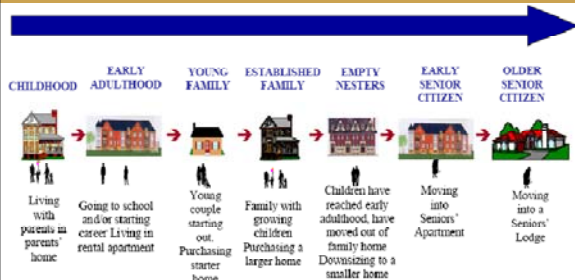 CHILDHOOD
EARLY
ADULTHOOD
YOUNG
FAMILY
ESTABLISHED
FAMILY
EMPTY
NESTERS
EARLY
SENIOR
CITIZEN
OLDER
SENIOR
CITIZEN
Living
with
parents in
parents'
home
Going to school
and/or starting
career Living in
rental apartment
Young
couple
starting
out.
Purchasing
starter
home
Family with
growing
children
Purchasing a
larger home
Children have
reached early
adulthood, have
moved out of
family home
Downsizing to a
smaller home
Moving
into
Seniors'
Apartment
Moving
into a
Seniors'
Lodge